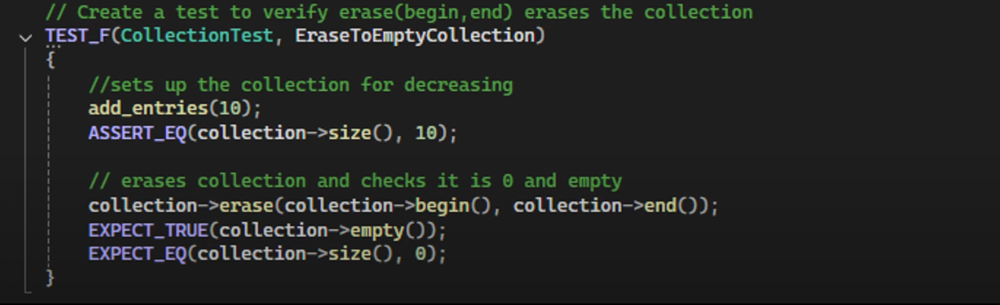 // Create a test to verify erase(begin,end) erases the collection
TEST_F(CollectionTest, EraseToEmptyCollection)
{
//sets up the collection for decreasing
add_entries(10);
ASSERT_EQ(collection->size(), 10);
// erases collection and checks it is 0 and empty
collection->erase(collection->begin(), collection->end());
EXPECT_TRUE(collection->empty());
EXPECT_EQ(collection->size(), 0);
}